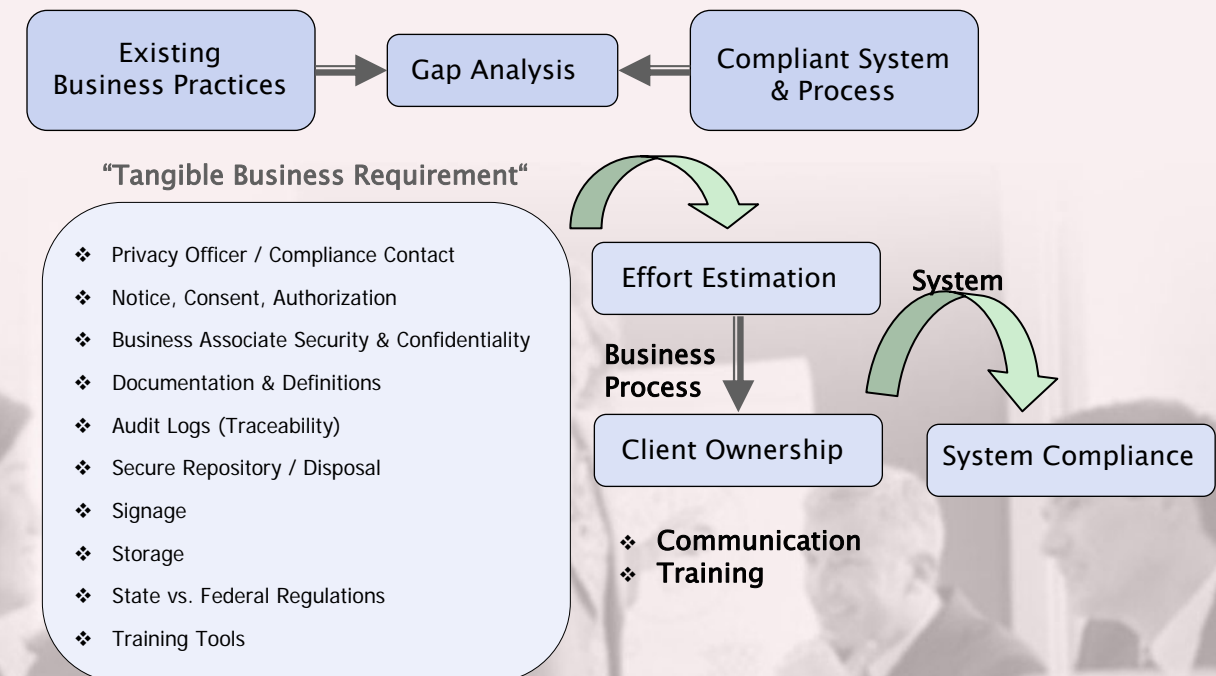 Existing
Business Practices
Gap Analysis
Compliant System
& Process
“Tangible Business Requirement“
❖ Privacy Officer / Compliance Contact
❖ Notice, Consent, Authorization
❖ Business Associate Security & Confidentiality
❖ Documentation & Definitions
❖ Audit Logs (Traceability)
❖ Secure Repository / Disposal
❖ Signage
❖ Storage
❖ State vs. Federal Regulations
❖ Training Tools
Effort Estimation
System
Business
Process
Client Ownership
System Compliance
❖ Communication
❖ Training